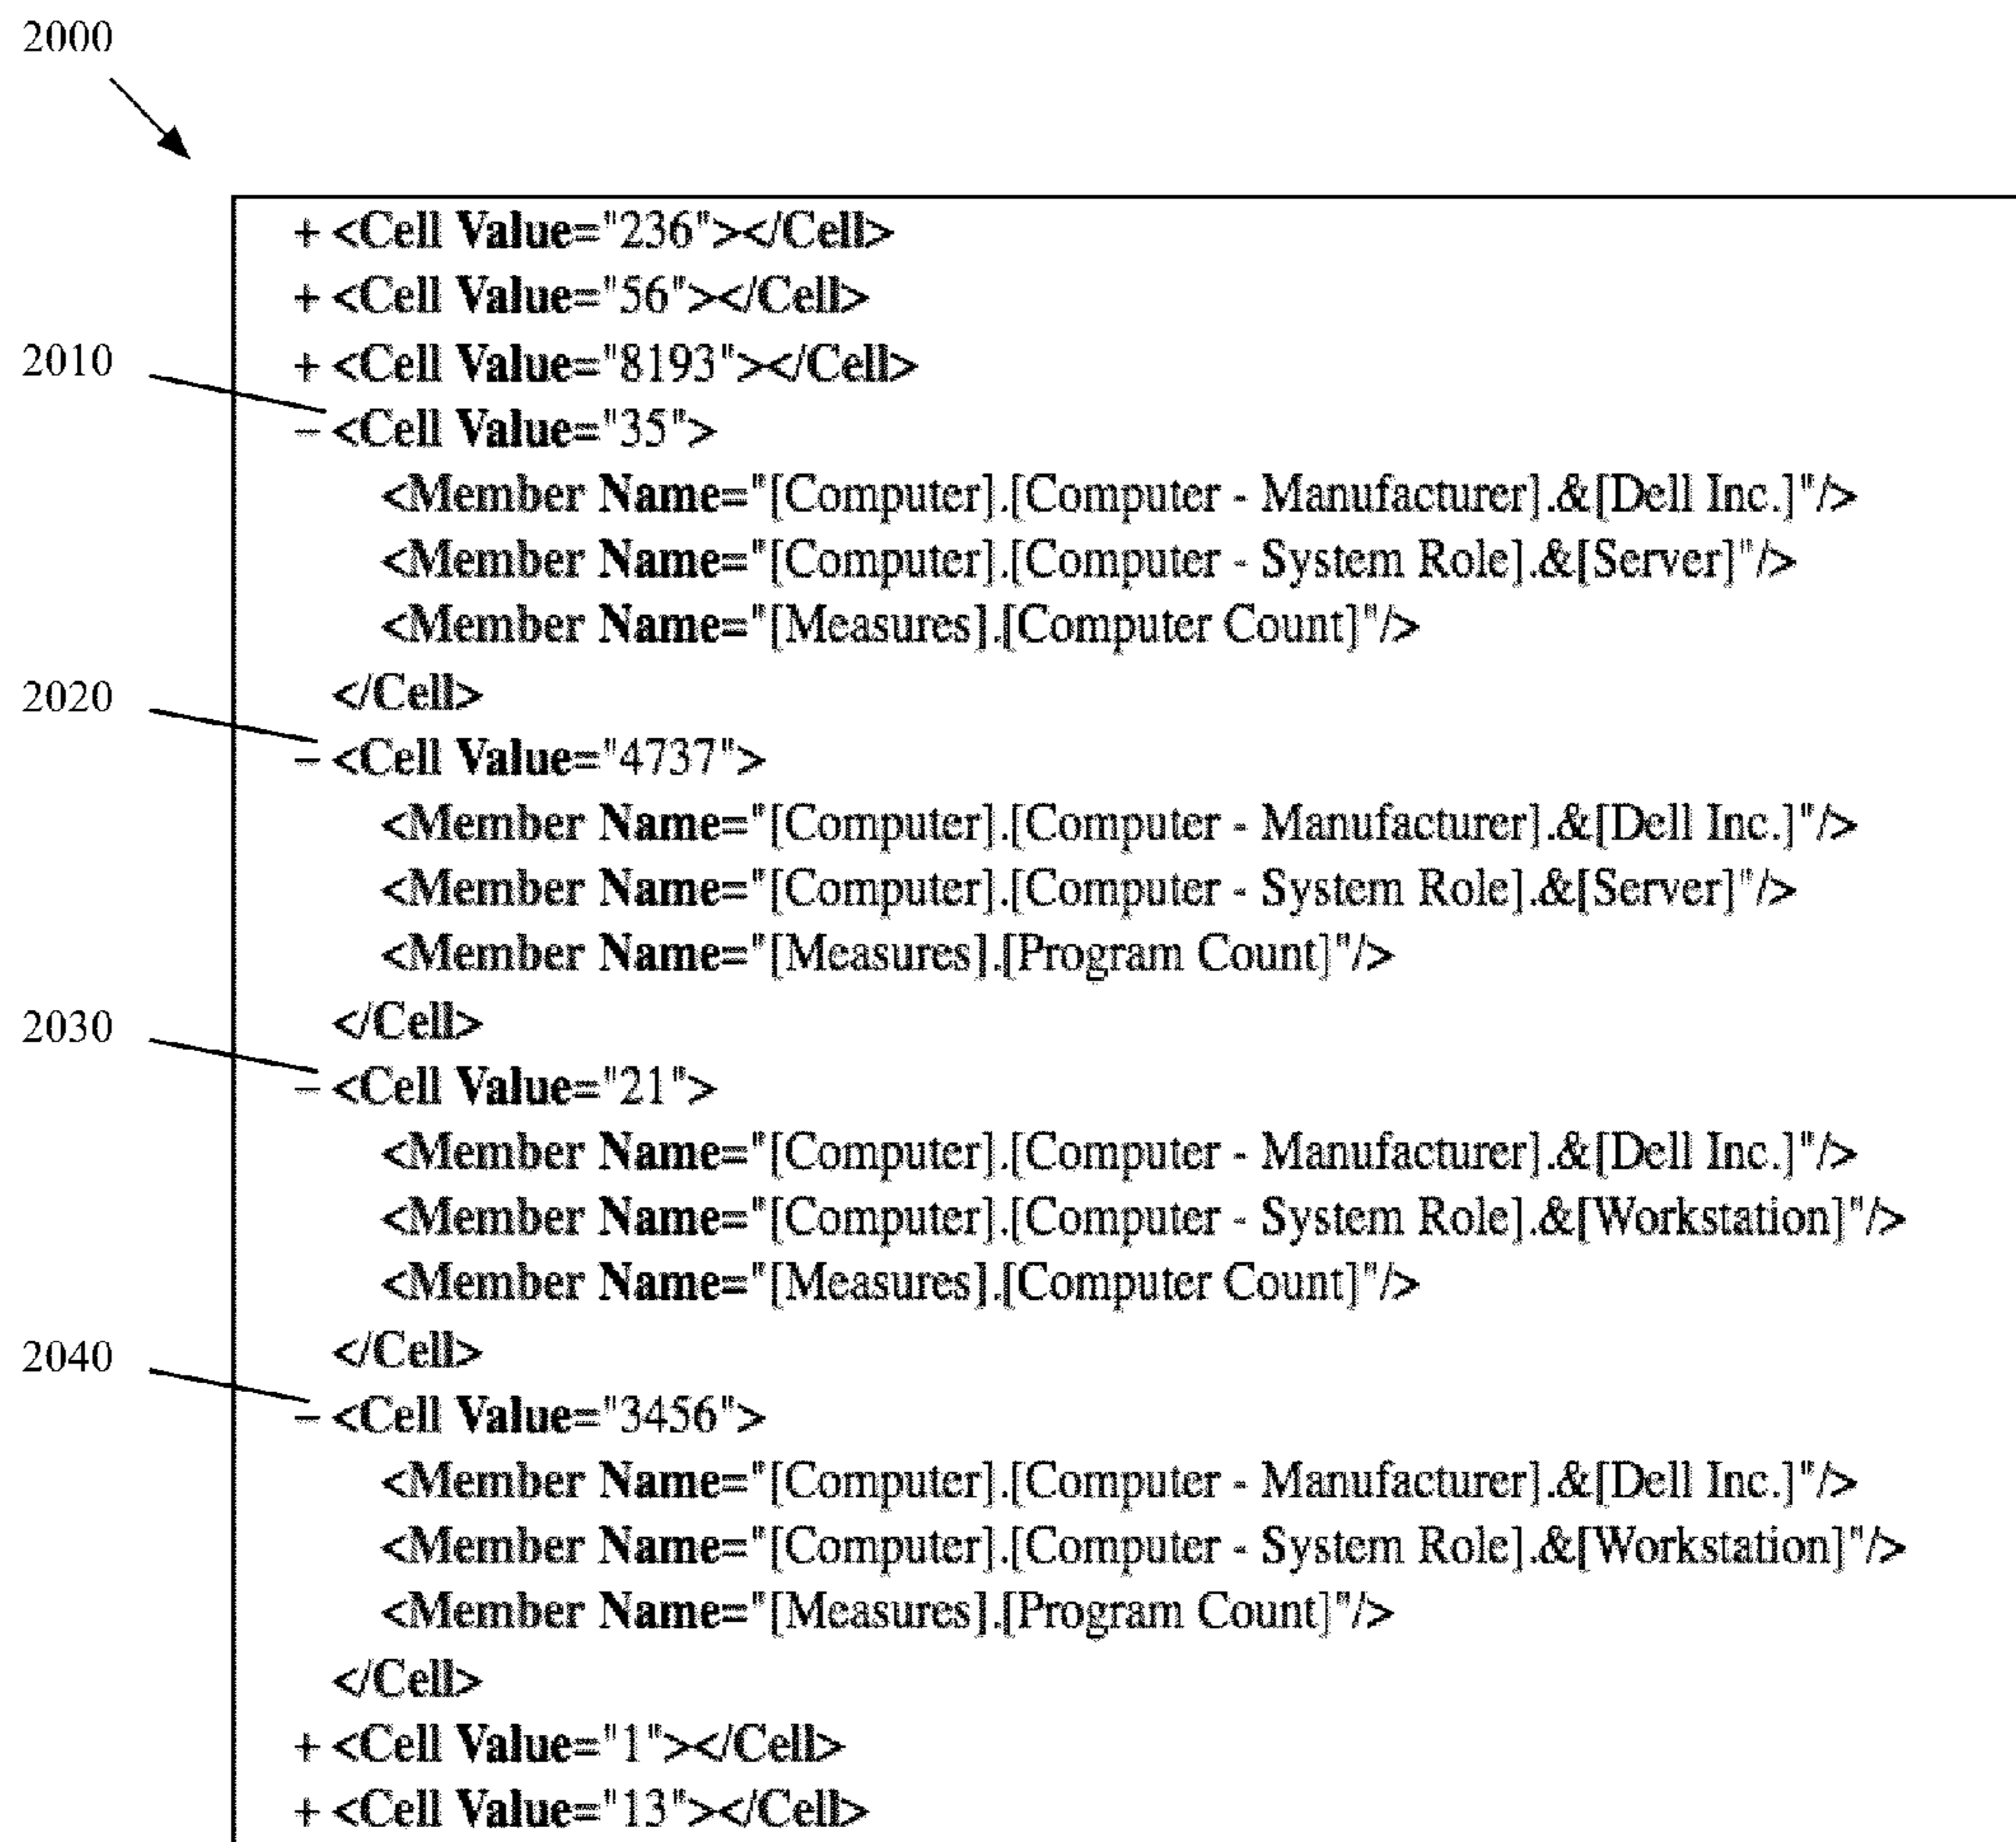 2000
+ <Cell Value="236"></Cell>
+ <Cell Value="56"></Cell>
2010
+ <Cell Value="8193"></Cell>
– <Cell Value="35">
<Member Name="[Computer].[Computer - Manufacturer].&[Dell Inc.]"/>
<Member Name="[Computer].[Computer - System Role].&[Server]"/>
<Member Name="[Measures].[Computer Count]"/>
2020
</Cell>
– <Cell Value="4737">
<Member Name="[Computer].[Computer - Manufacturer].&[Dell Inc.]"/>
<Member Name="[Computer].[Computer - System Role].&[Server]"/>
<Member Name="[Measures].[Program Count]"/>
2030
</Cell>
– <Cell Value="21">
<Member Name="[Computer].[Computer - Manufacturer].&[Dell Inc.]"/>
<Member Name="[Computer].[Computer - System Role].&[Workstation]"/>
<Member Name="[Measures].[Computer Count]"/>
2040
</Cell>
– <Cell Value="3456">
<Member Name="[Computer].[Computer - Manufacturer].&[Dell Inc.]"/>
<Member Name="[Computer].[Computer - System Role].&[Workstation]"/>
<Member Name="[Measures].[Program Count]"/>
</Cell>
+ <Cell Value="1"></Cell>
+ <Cell Value="13"></Cell>